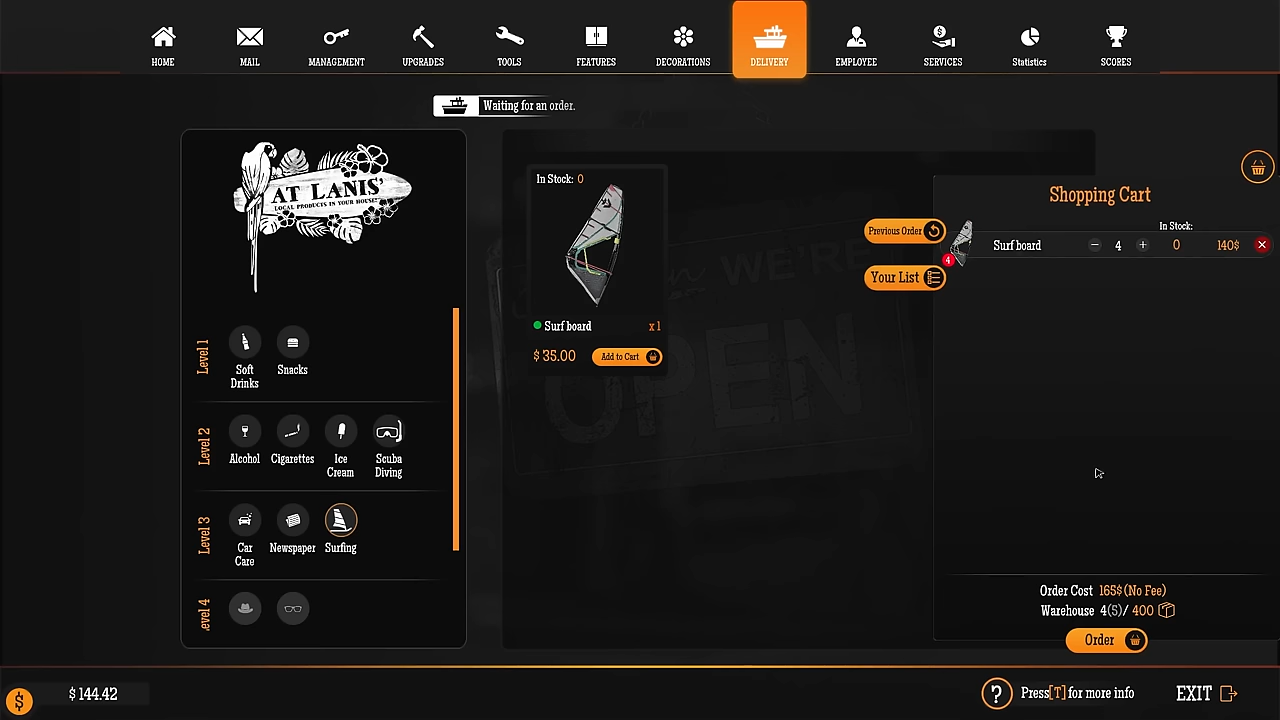 HOME
MAIL
MANAGEMENT
UPGRADES
TOOLS
FEATURES
DECORATIONS
DELIVERY
EMPLOYEE
SERVICES
Statistics
SCORES
Waiting for an order.
AT LANIS'
LOCAL PRODUCTS IN YOUR HOUSE!
Level 1
Soft Drinks
Snacks
Level 2
Alcohol
Cigarettes
Ice Cream
Scuba Diving
Level 3
Car Care
Newspaper
Surfing
evel 4
In Stock: 0
Surf board x 1
$ 35.00 Add to Cart
WE'RE
OPEN
Previous Order
Your List
Shopping Cart
In Stock:
4
Surf board − 4 + 0 140$
Order Cost 165$(No Fee)
Warehouse 4(5)/ 400
Order
$ $ 144.42
? Press[T] for more info
EXIT